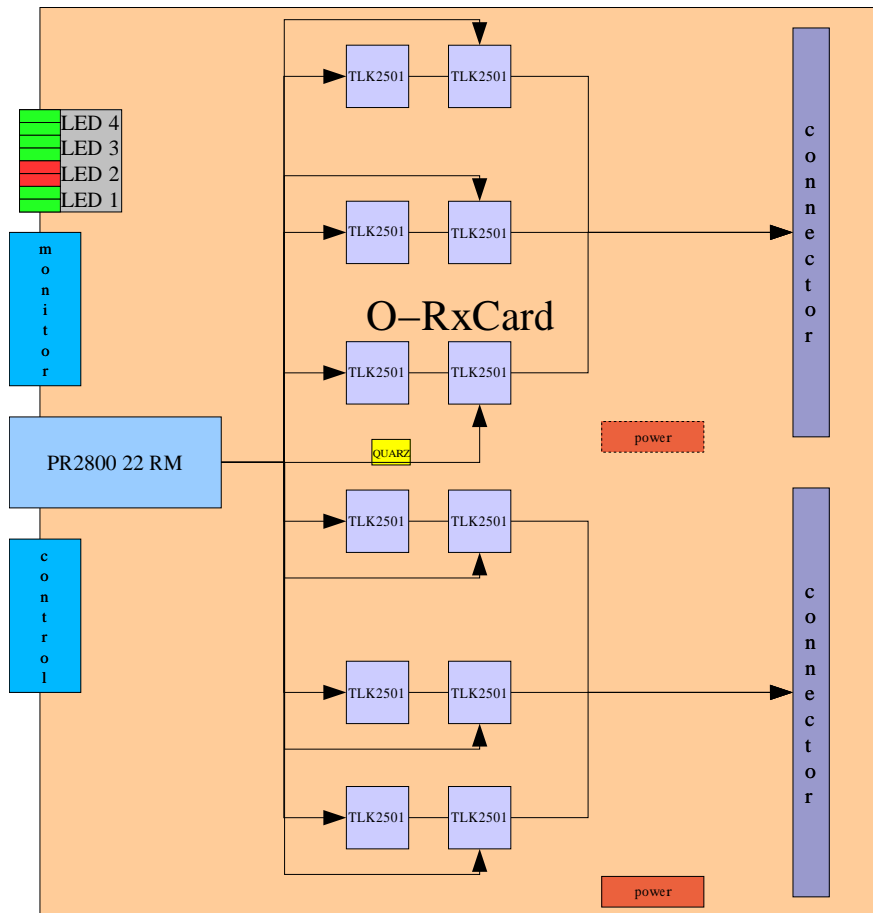 TLK2501 TLK2501
LED 4
LED 3
LED 2
LED 1
TLK2501 TLK2501
monitor
connector
O–RxCard
TLK2501 TLK2501
power
QUARZ
PR2800 22 RM
TLK2501 TLK2501
control
connector
TLK2501 TLK2501
TLK2501 TLK2501
power